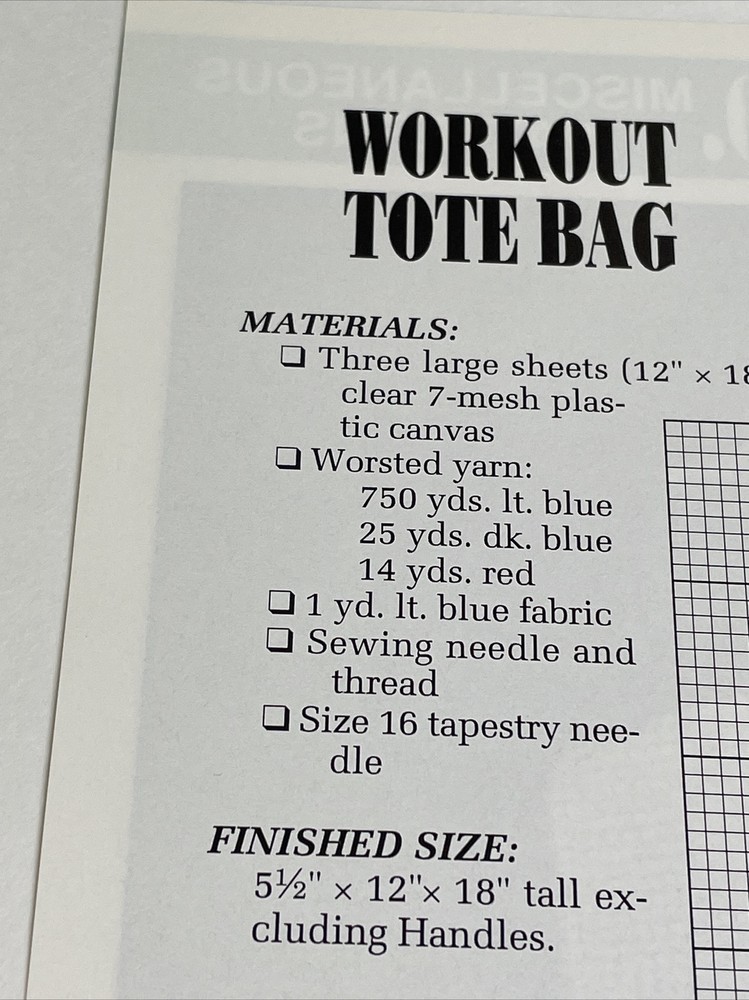 WORKOUT
TOTE BAG
MATERIALS:
❑ Three large sheets (12" × 18
clear 7-mesh plas-
tic canvas
❑ Worsted yarn:
750 yds. lt. blue
25 yds. dk. blue
14 yds. red
❑ 1 yd. lt. blue fabric
❑ Sewing needle and
thread
❑ Size 16 tapestry nee-
dle
FINISHED SIZE:
5½" × 12"× 18" tall ex-
cluding Handles.